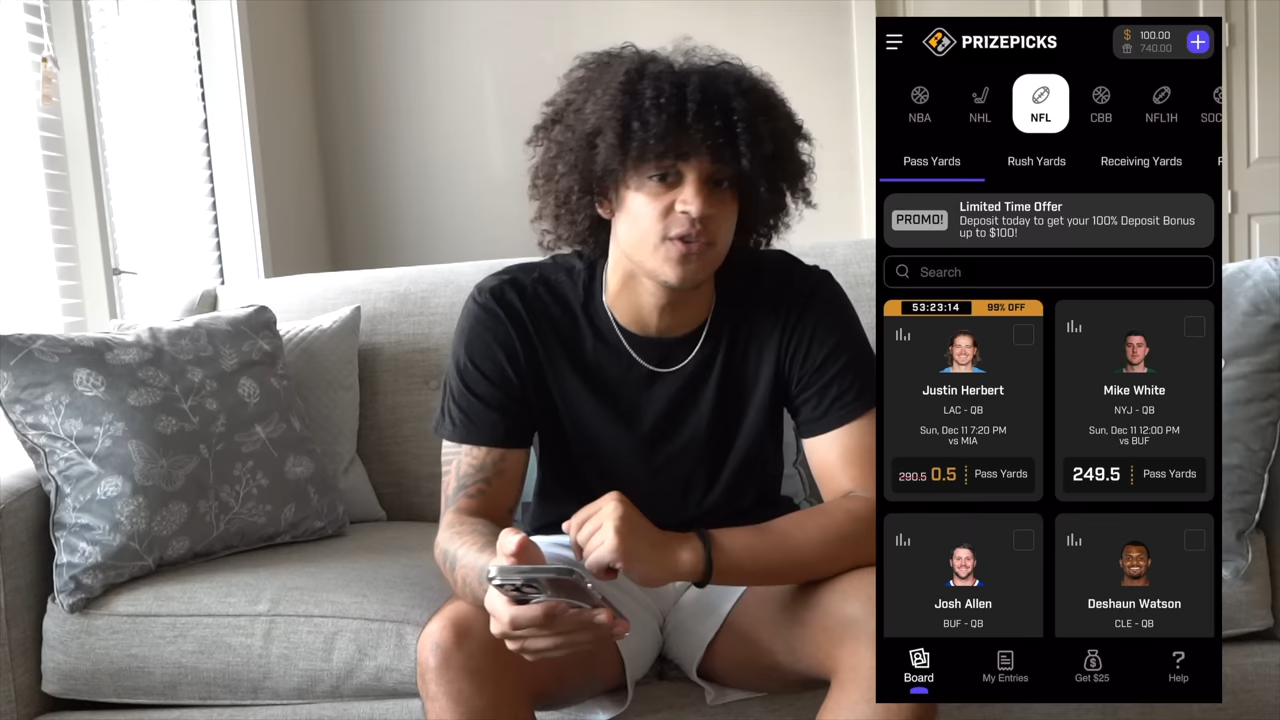 PRIZEPICKS
$ 100.00
740.00
NBA
NHL
NFL
CBB
NFL1H
SOC
Pass Yards
Rush Yards
Receiving Yards
PROMO!
Limited Time Offer
Deposit today to get your 100% Deposit Bonus
up to $100!
Search
53:23:14
99% OFF
Justin Herbert
LAC - QB
Sun, Dec 11 7:20 PM
vs MIA
290.5 0.5 Pass Yards
Mike White
NYJ - QB
Sun, Dec 11 12:00 PM
vs BUF
249.5 Pass Yards
Josh Allen
BUF - QB
Deshaun Watson
CLE - QB
Board
My Entries
Get $25
Help